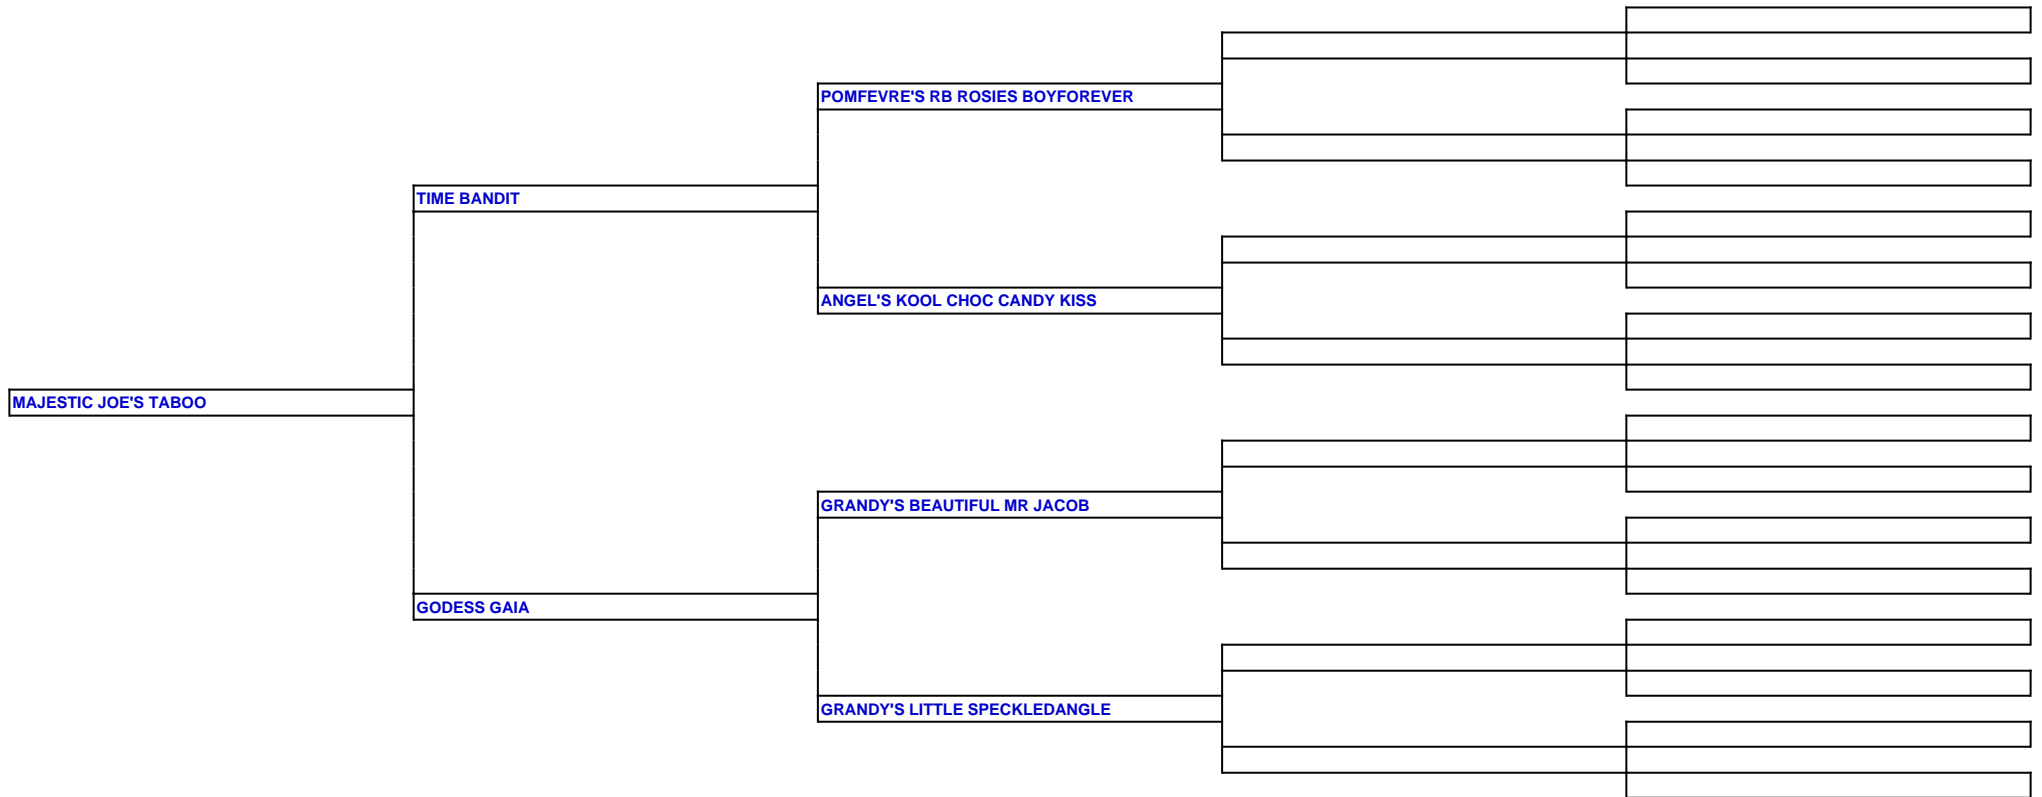 POMFEVRE'S RB ROSIES BOYFOREVER
TIME BANDIT
ANGEL'S KOOL CHOC CANDY KISS
MAJESTIC JOE'S TABOO
GRANDY'S BEAUTIFUL MR JACOB
GODESS GAIA
GRANDY'S LITTLE SPECKLEDANGLE